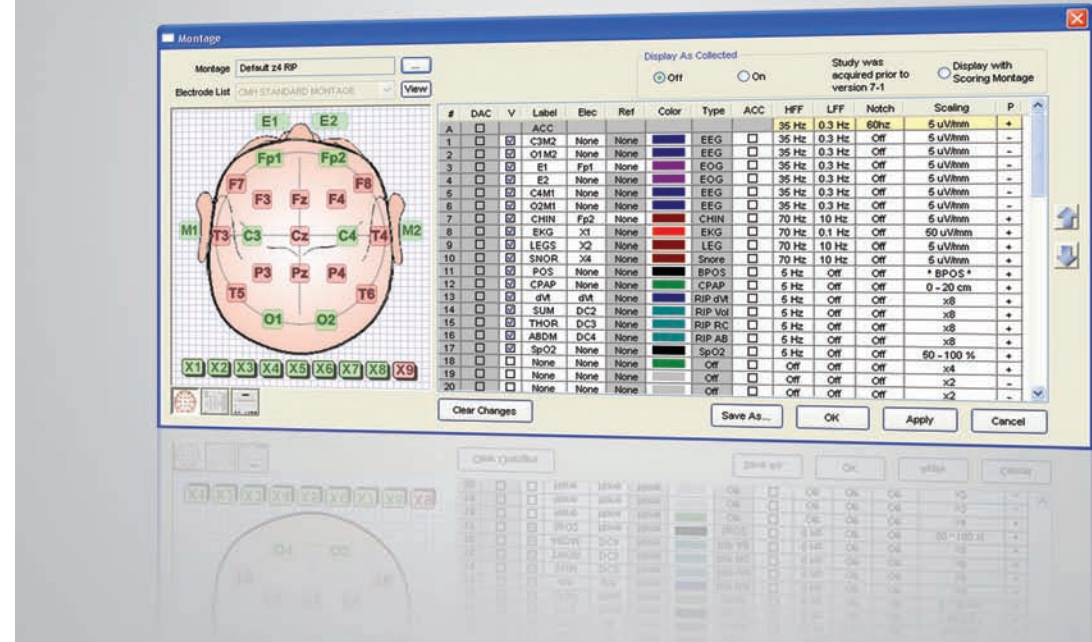 Montage
Montage Default z4 RIP ...
Electrode List CMH STANDARD MONTAGE View
Display As Collected
Off On
Study was acquired prior to version 7-1
Display with Scoring Montage
E1 E2
Fp1 Fp2
F7 F3 Fz F4 F8
M1 T3 C3 Cz C4 T4 M2
P3 Pz P4
T5 T6
O1 O2
X1 X2 X3 X4 X5 X6 X7 X8 X9
# DAC V Label Elec Ref Color Type ACC HFF LFF Notch Scaling P
A ACC 35 Hz 0.3 Hz 60hz 5 uV/mm +
1 C3M2 None None EEG 35 Hz 0.3 Hz Off 5 uV/mm -
2 O1M2 None None EEG 35 Hz 0.3 Hz Off 5 uV/mm -
3 E1 Fp1 None EOG 35 Hz 0.3 Hz Off 5 uV/mm -
4 E2 None None EOG 35 Hz 0.3 Hz Off 5 uV/mm -
5 C4M1 None None EEG 35 Hz 0.3 Hz Off 5 uV/mm -
6 O2M1 None None EEG 35 Hz 0.3 Hz Off 5 uV/mm -
7 CHIN Fp2 None CHIN 70 Hz 10 Hz Off 5 uV/mm +
8 EKG X1 None EKG 70 Hz 0.1 Hz Off 50 uV/mm +
9 LEGS X2 None LEG 70 Hz 10 Hz Off 5 uV/mm +
10 SNOR X4 None Snore 70 Hz 10 Hz Off 5 uV/mm +
11 POS None None BPOS 5 Hz Off Off * BPOS * +
12 CPAP None None CPAP 5 Hz Off Off 0 - 20 cm +
13 dVt dVt None RIP dVt 5 Hz Off Off x8 +
14 SUM DC2 None RIP Vol 5 Hz Off Off x8 +
15 THOR DC3 None RIP RC 5 Hz Off Off x8 +
16 ABDM DC4 None RIP AB 5 Hz Off Off x8 +
17 SpO2 None None SpO2 5 Hz Off Off 50 - 100 % +
18 None None None Off Off Off Off x4 +
19 None None None Off Off Off Off x2 -
20 None None None Off Off Off Off x2 -
Clear Changes Save As... OK Apply Cancel